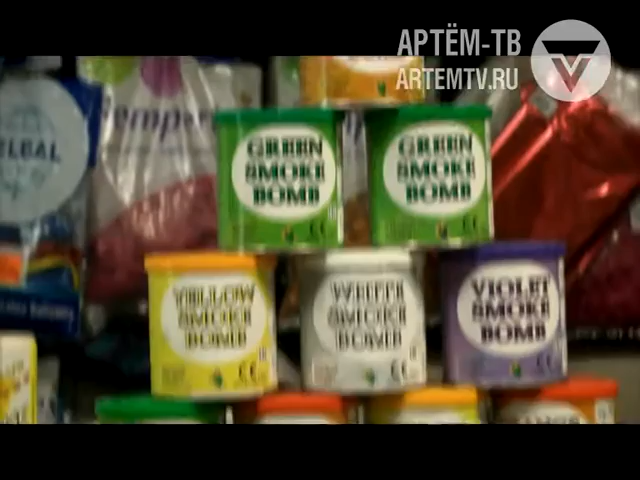 АРТЁМ-ТВ
ARTEMTV.RU
GREEN
SMOKE
BOMB
GREEN
SMOKE
BOMB
YELLOW
SMOKE
BOMB
WHITE
SMOKE
BOMB
VIOLET
SMOKE
BOMB